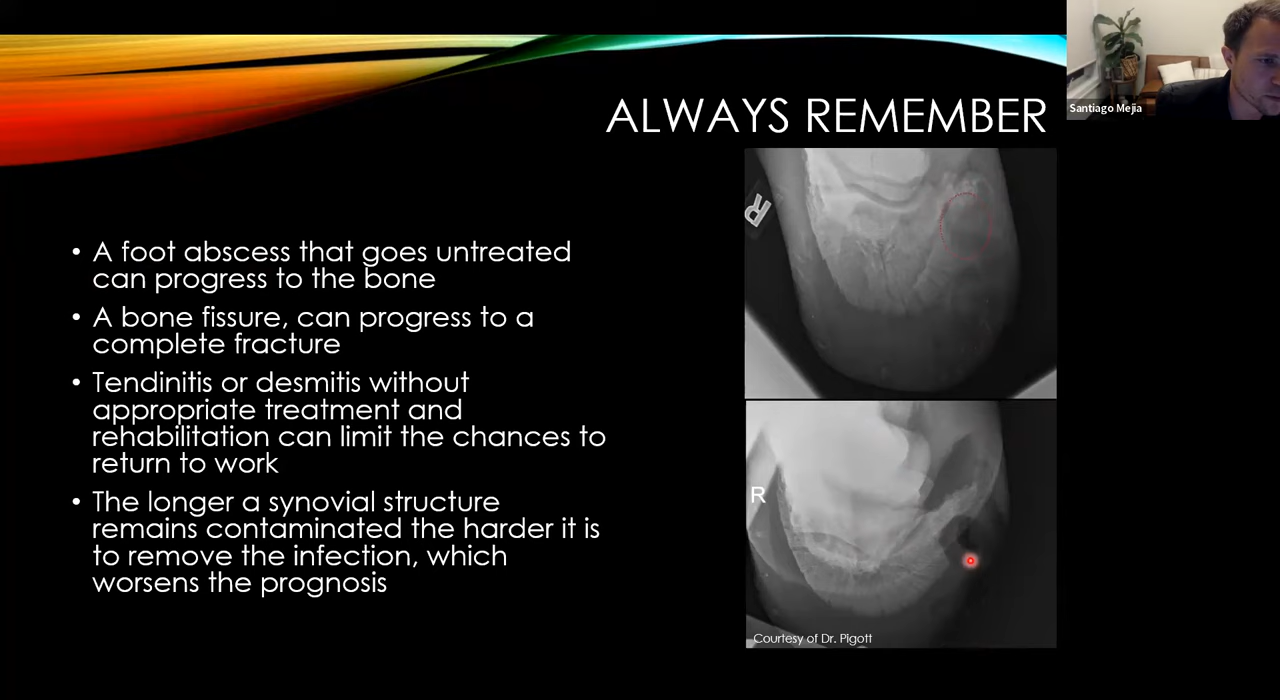 Santiago Mejia
ALWAYS REMEMBER
R
• A foot abscess that goes untreated
can progress to the bone
• A bone fissure, can progress to a
complete fracture
• Tendinitis or desmitis without
appropriate treatment and
rehabilitation can limit the chances to
return to work
• The longer a synovial structure
remains contaminated the harder it is
to remove the infection, which
worsens the prognosis
R
Courtesy of Dr. Pigott